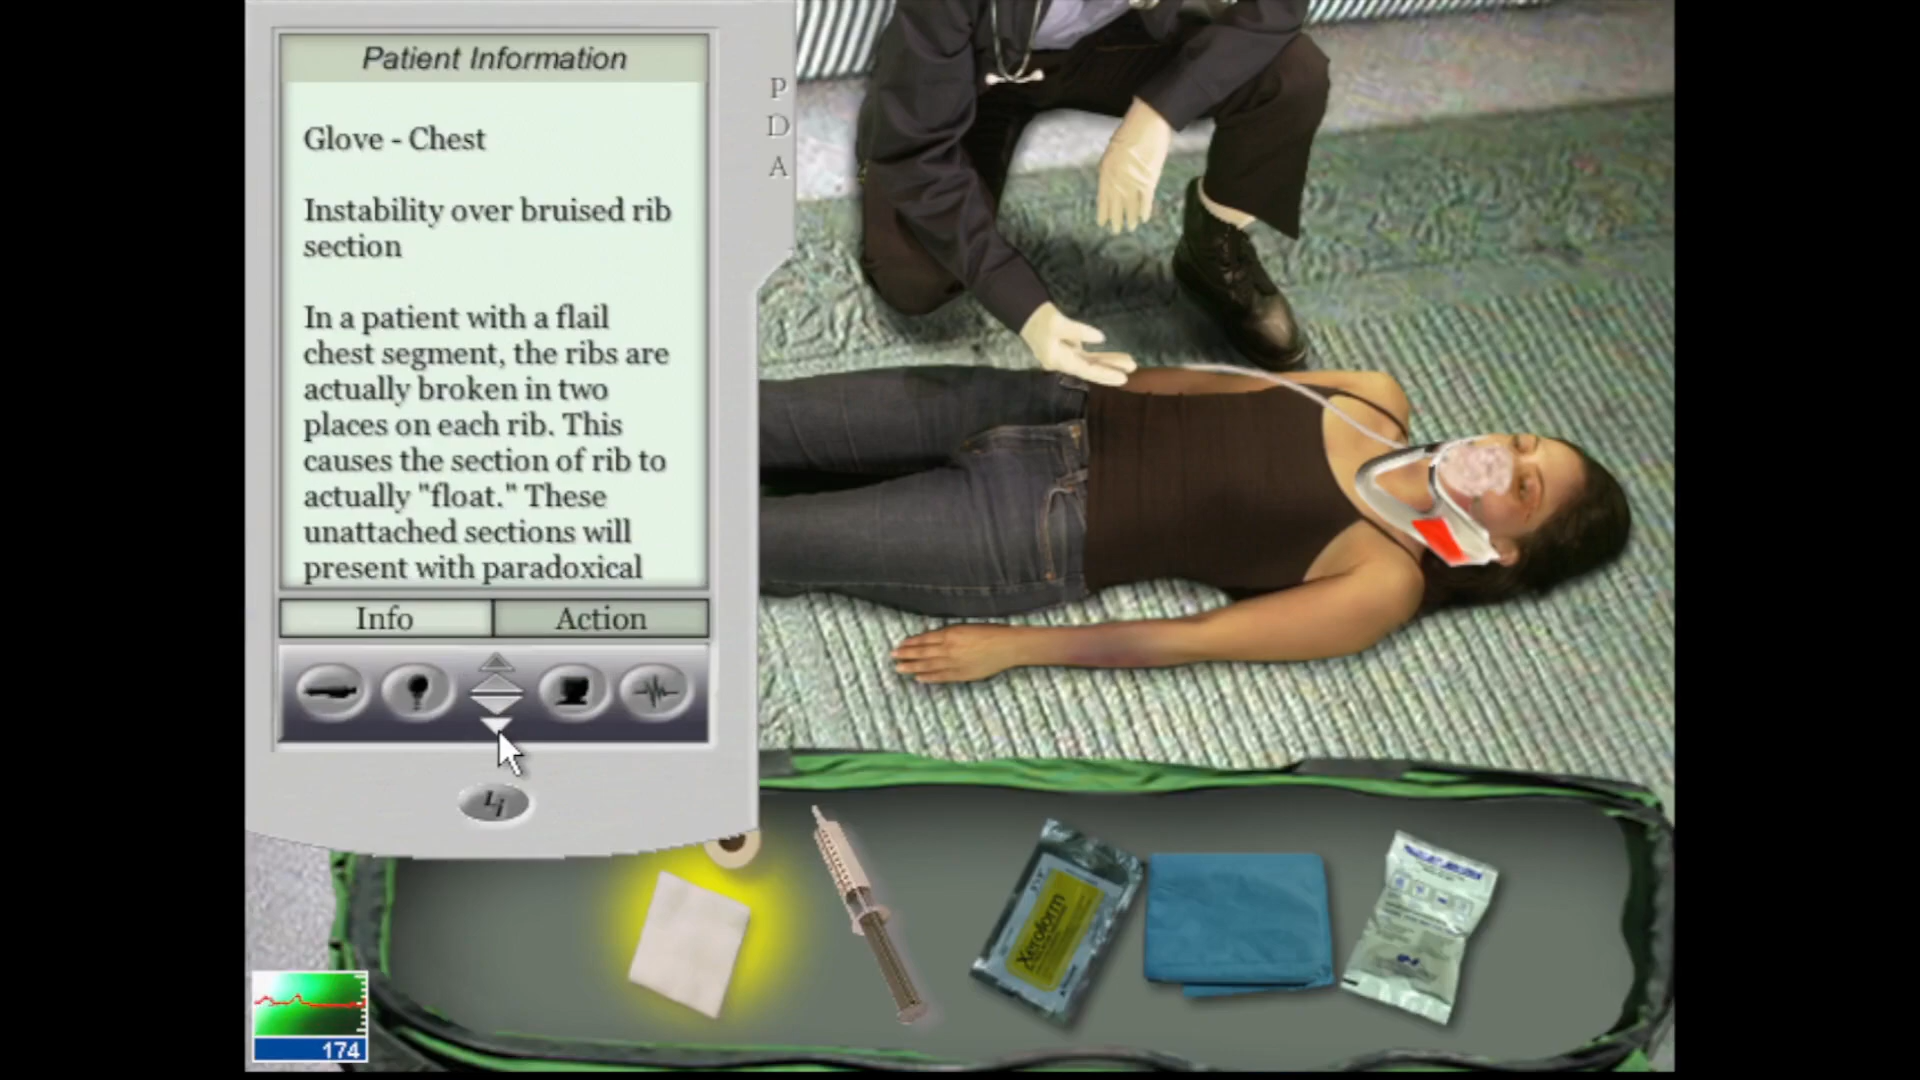 Patient Information
Glove - Chest
Instability over bruised rib
section
In a patient with a flail
chest segment, the ribs are
actually broken in two
places on each rib. This
causes the section of rib to
actually "float." These
unattached sections will
present with paradoxical
Info
Action
Li
P
D
A
Xeroform
174